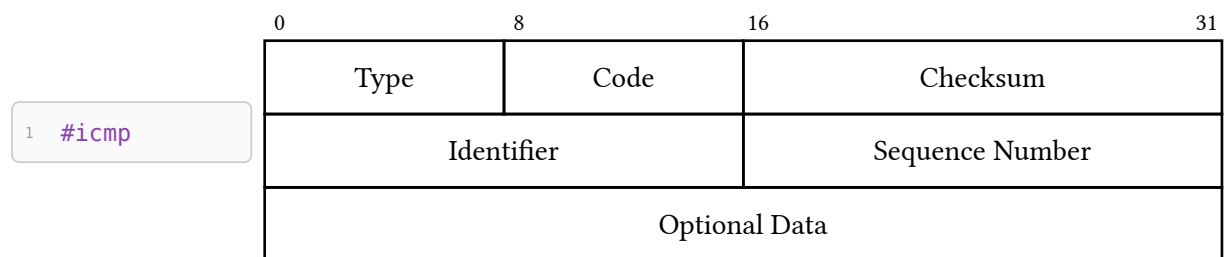 0 8 16 31
Type Code Checksum
1 #icmp
Identifier Sequence Number
Optional Data